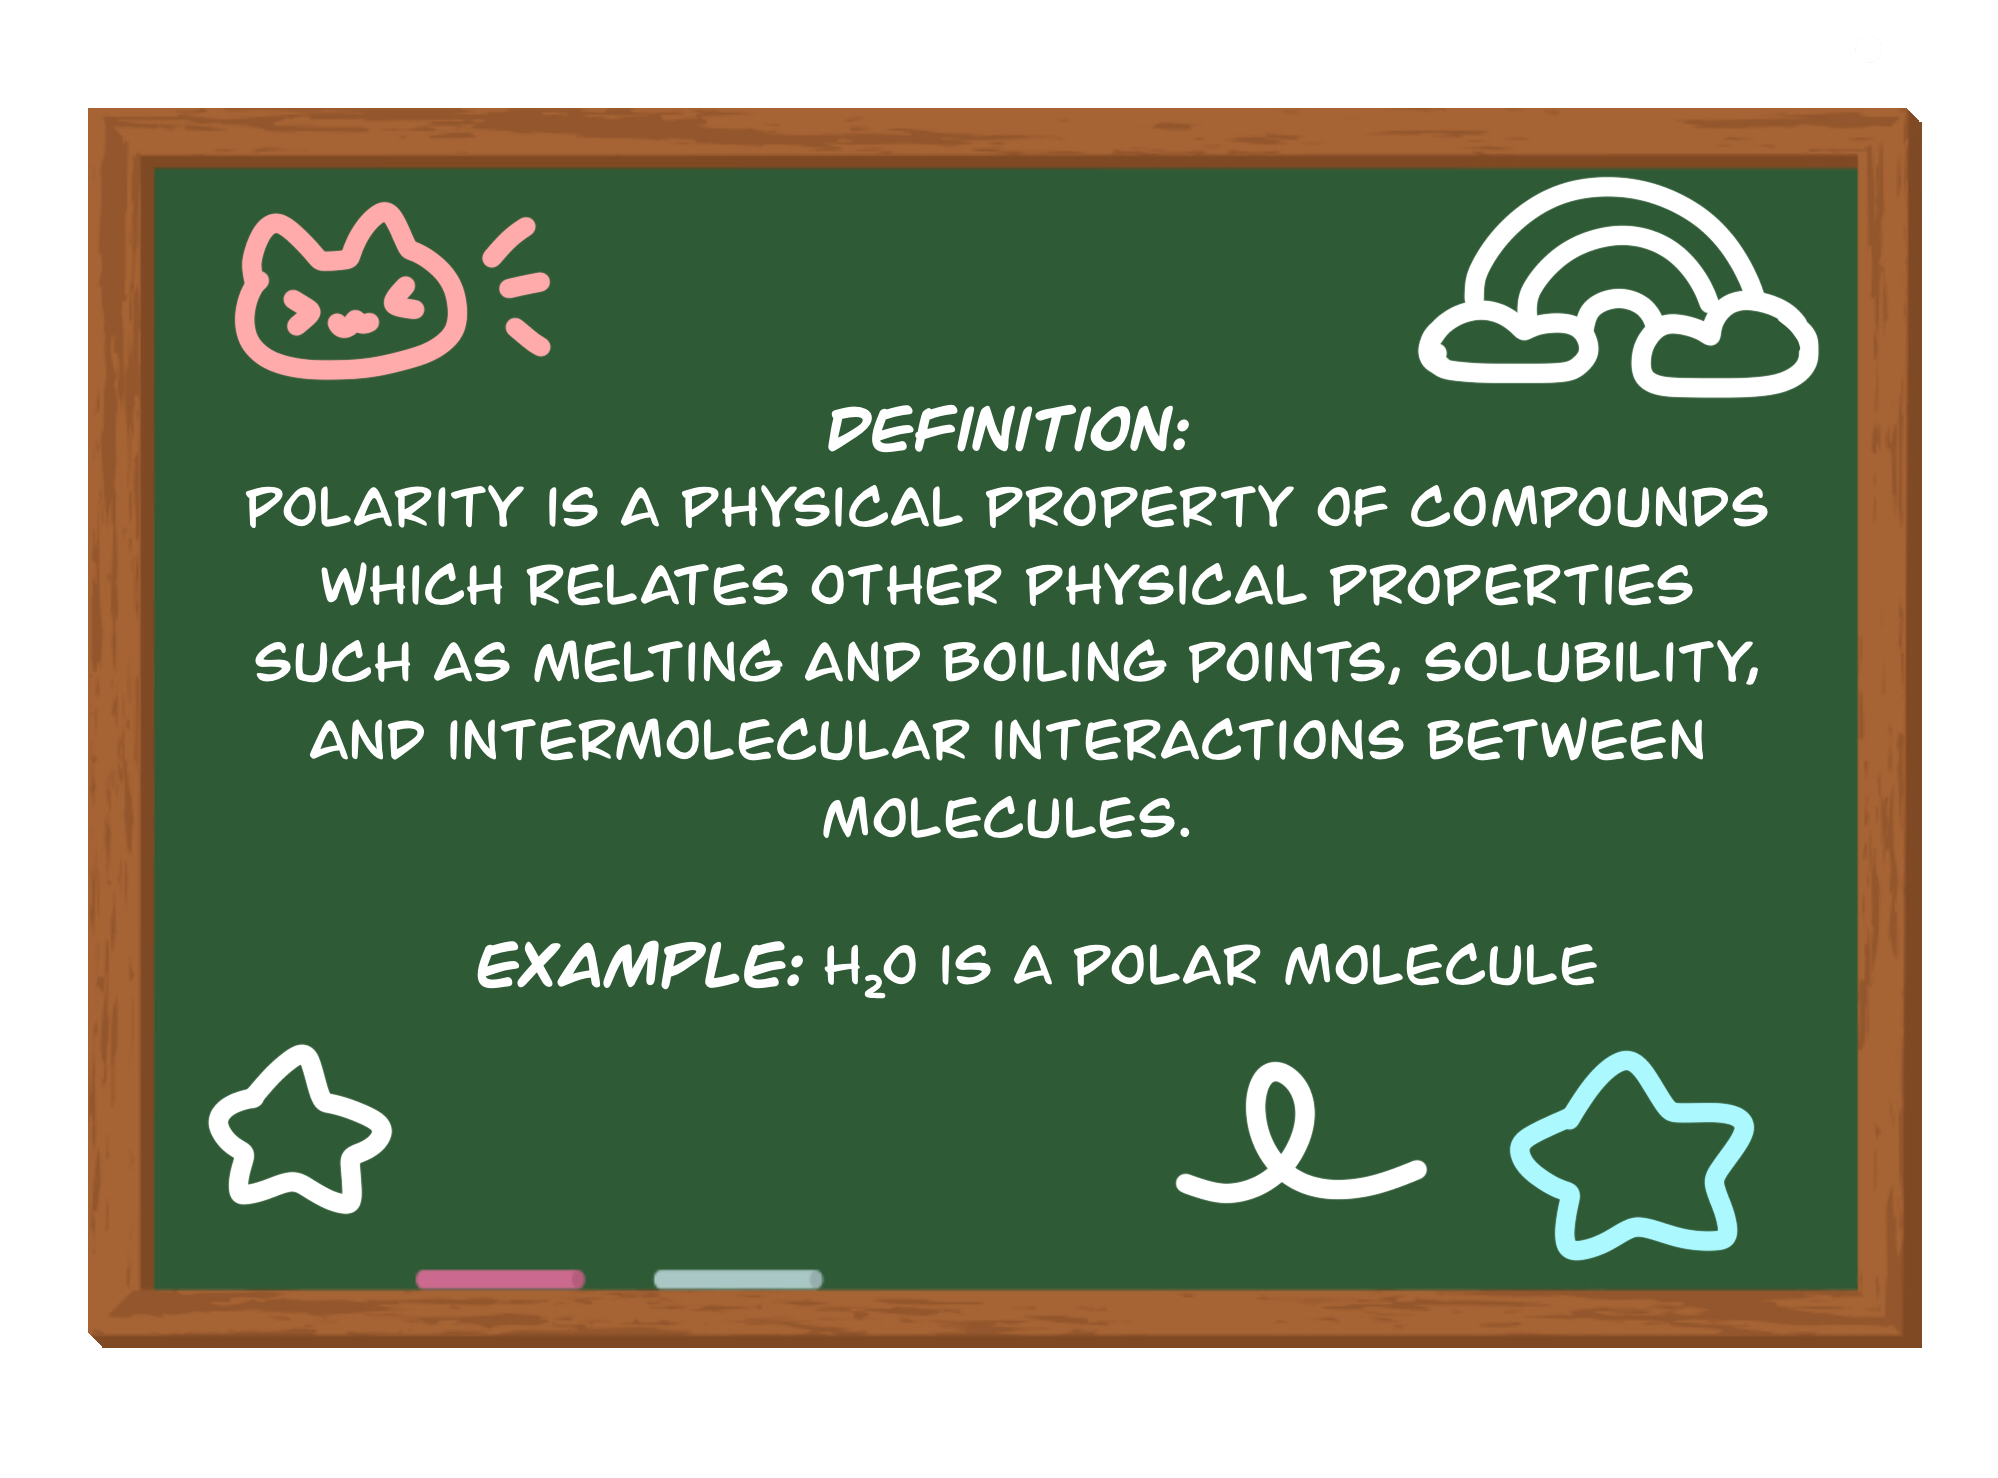 DEFINITION:
POLARITY IS A PHYSICAL PROPERTY OF COMPOUNDS
WHICH RELATES OTHER PHYSICAL PROPERTIES
SUCH AS MELTING AND BOILING POINTS, SOLUBILITY,
AND INTERMOLECULAR INTERACTIONS BETWEEN
MOLECULES.
EXAMPLE: H₂O IS A POLAR MOLECULE